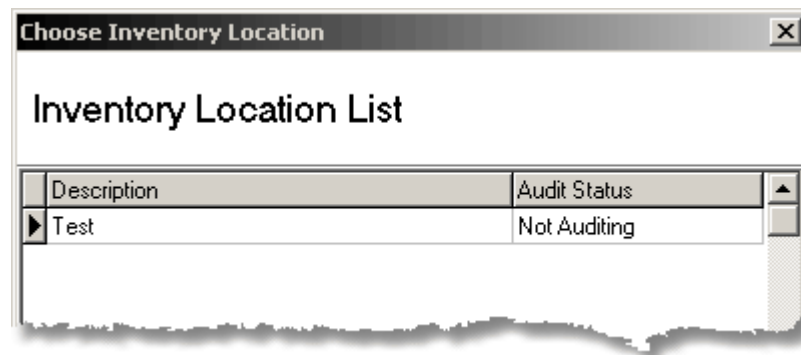 Choose Inventory Location
Inventory Location List
Description Audit Status
Test Not Auditing